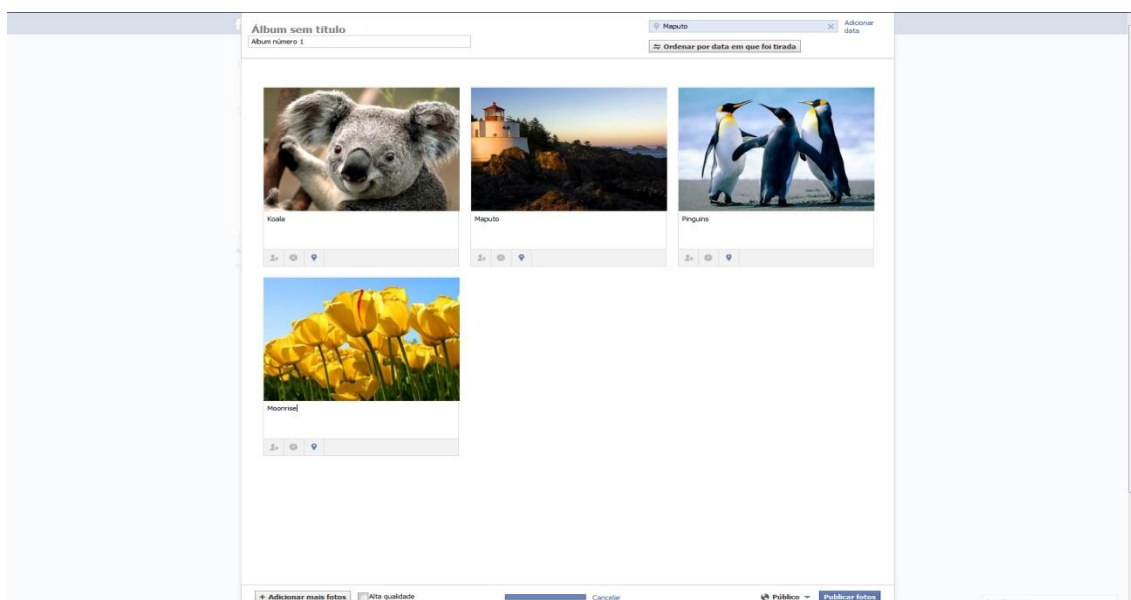 Álbum sem título
Album número 1
Maputo
Adicionar data
Ordenar por data em que foi tirada
Koala
Maputo
Pinguins
Moonrise
+ Adicionar mais fotos
Alta qualidade
Cancelar
Público
Publicar fotos